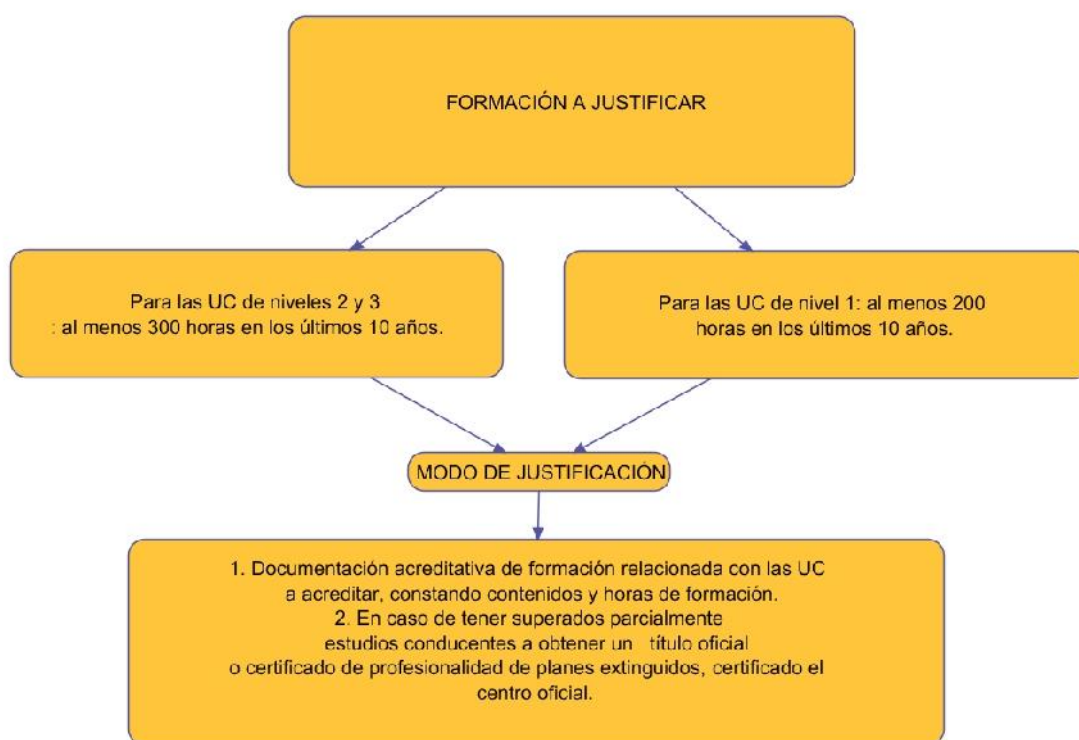 FORMACIÓN A JUSTIFICAR
Para las UC de niveles 2 y 3
: al menos 300 horas en los últimos 10 años.
Para las UC de nivel 1: al menos 200
horas en los últimos 10 años.
MODO DE JUSTIFICACIÓN
1. Documentación acreditativa de formación relacionada con las UC
a acreditar, constando contenidos y horas de formación.
2. En caso de tener superados parcialmente
estudios conducentes a obtener un título oficial
o certificado de profesionalidad de planes extinguidos, certificado el
centro oficial.